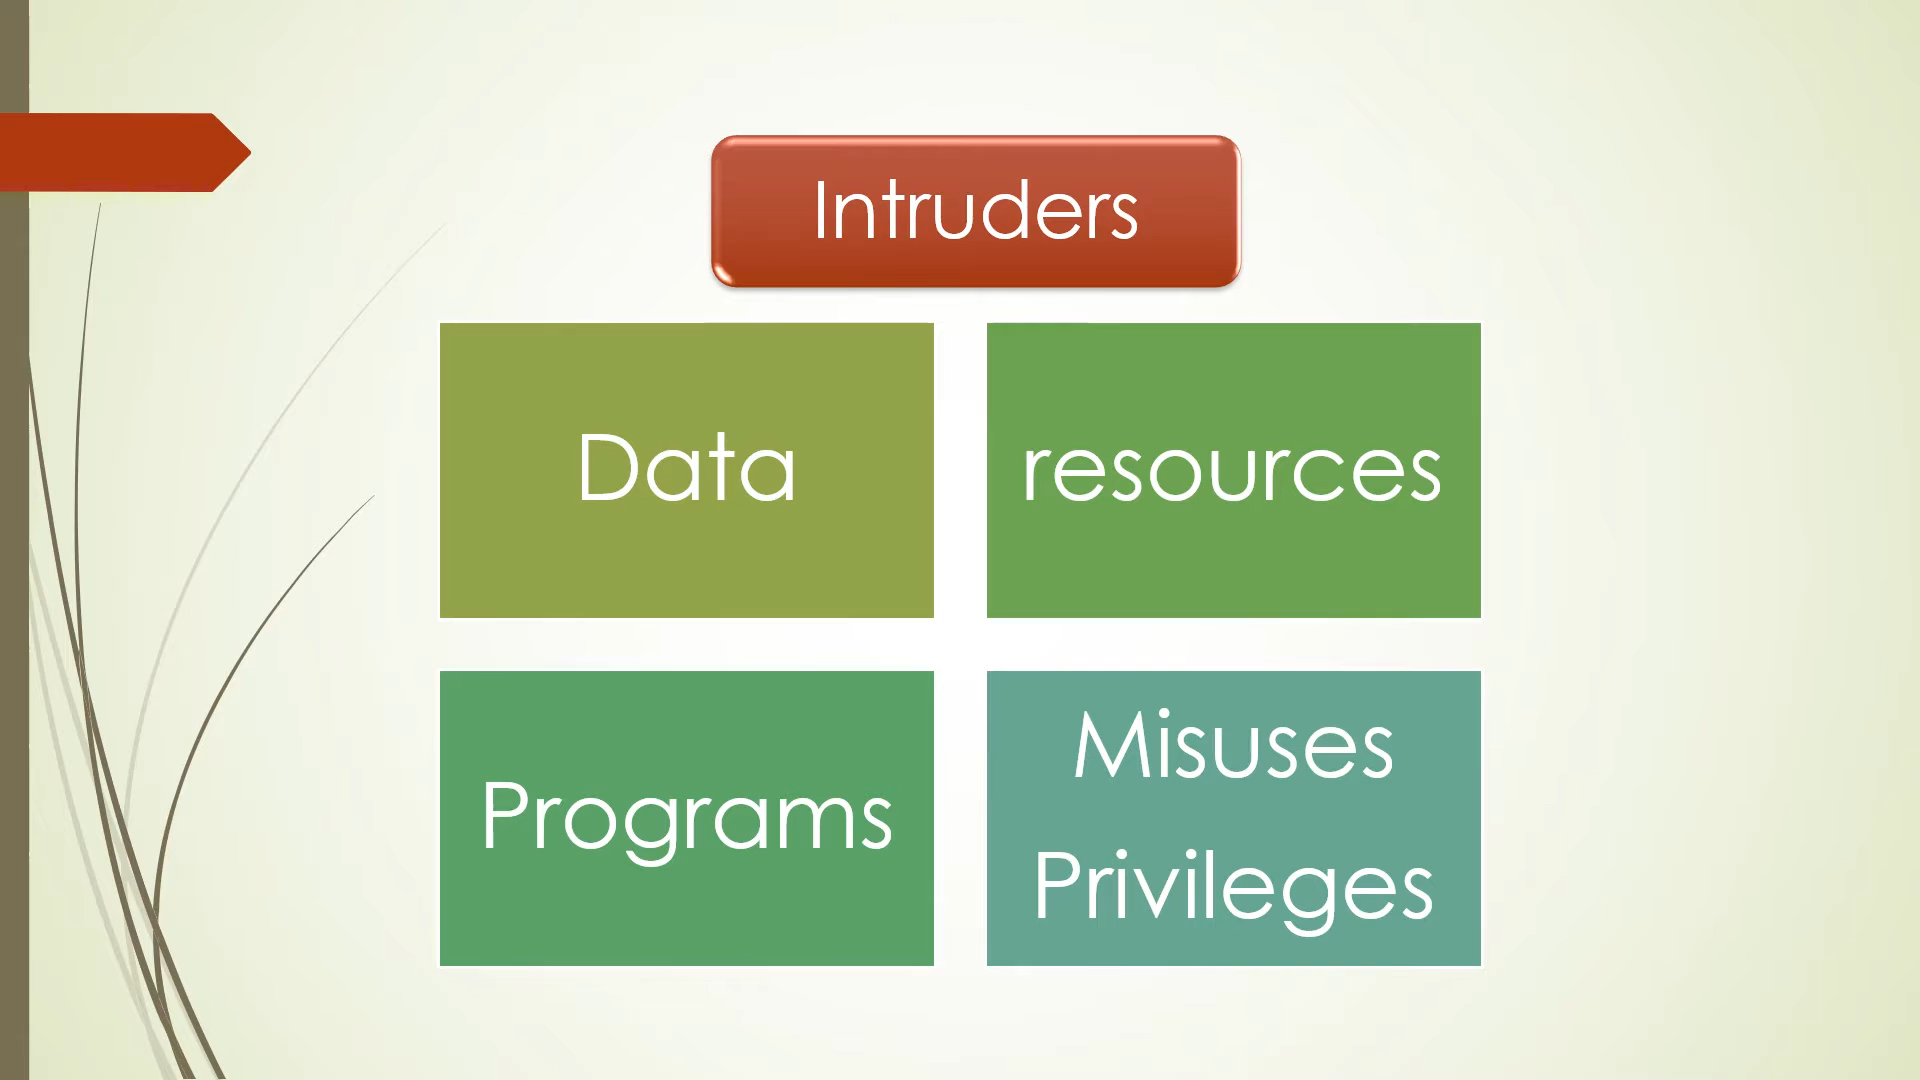 Intruders
Data
resources
Programs
Misuses
Privileges